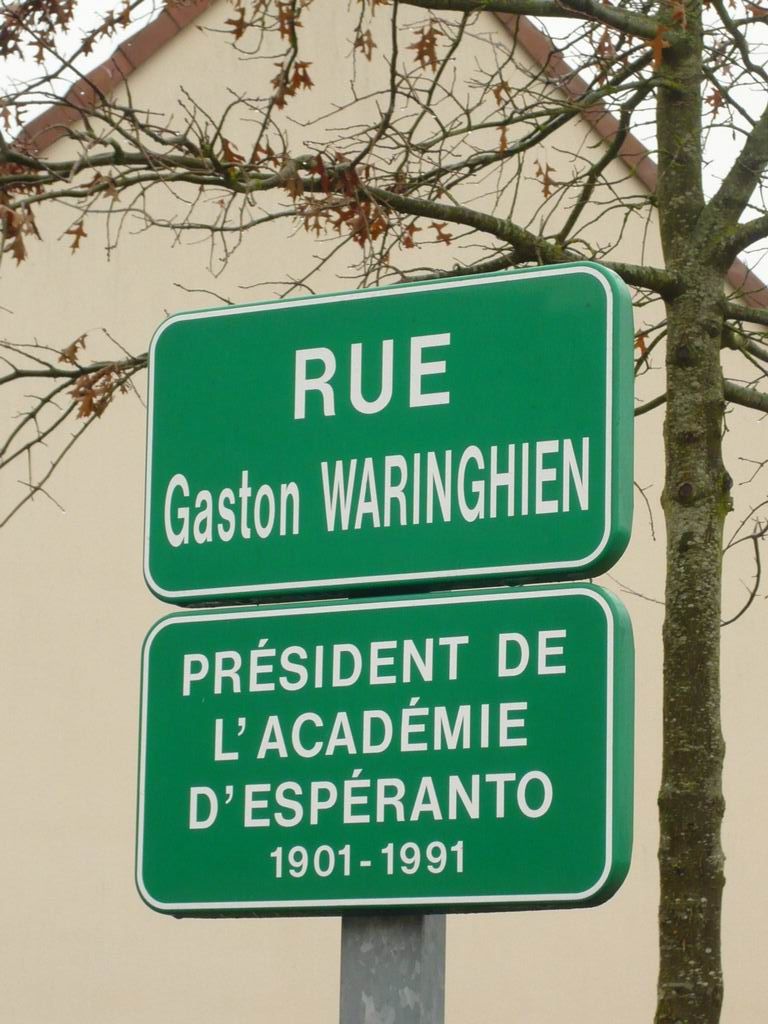 RUE
Gaston WARINGHIEN
PRÉSIDENT DE
L'ACADÉMIE
D'ESPÉRANTO
1901-1991